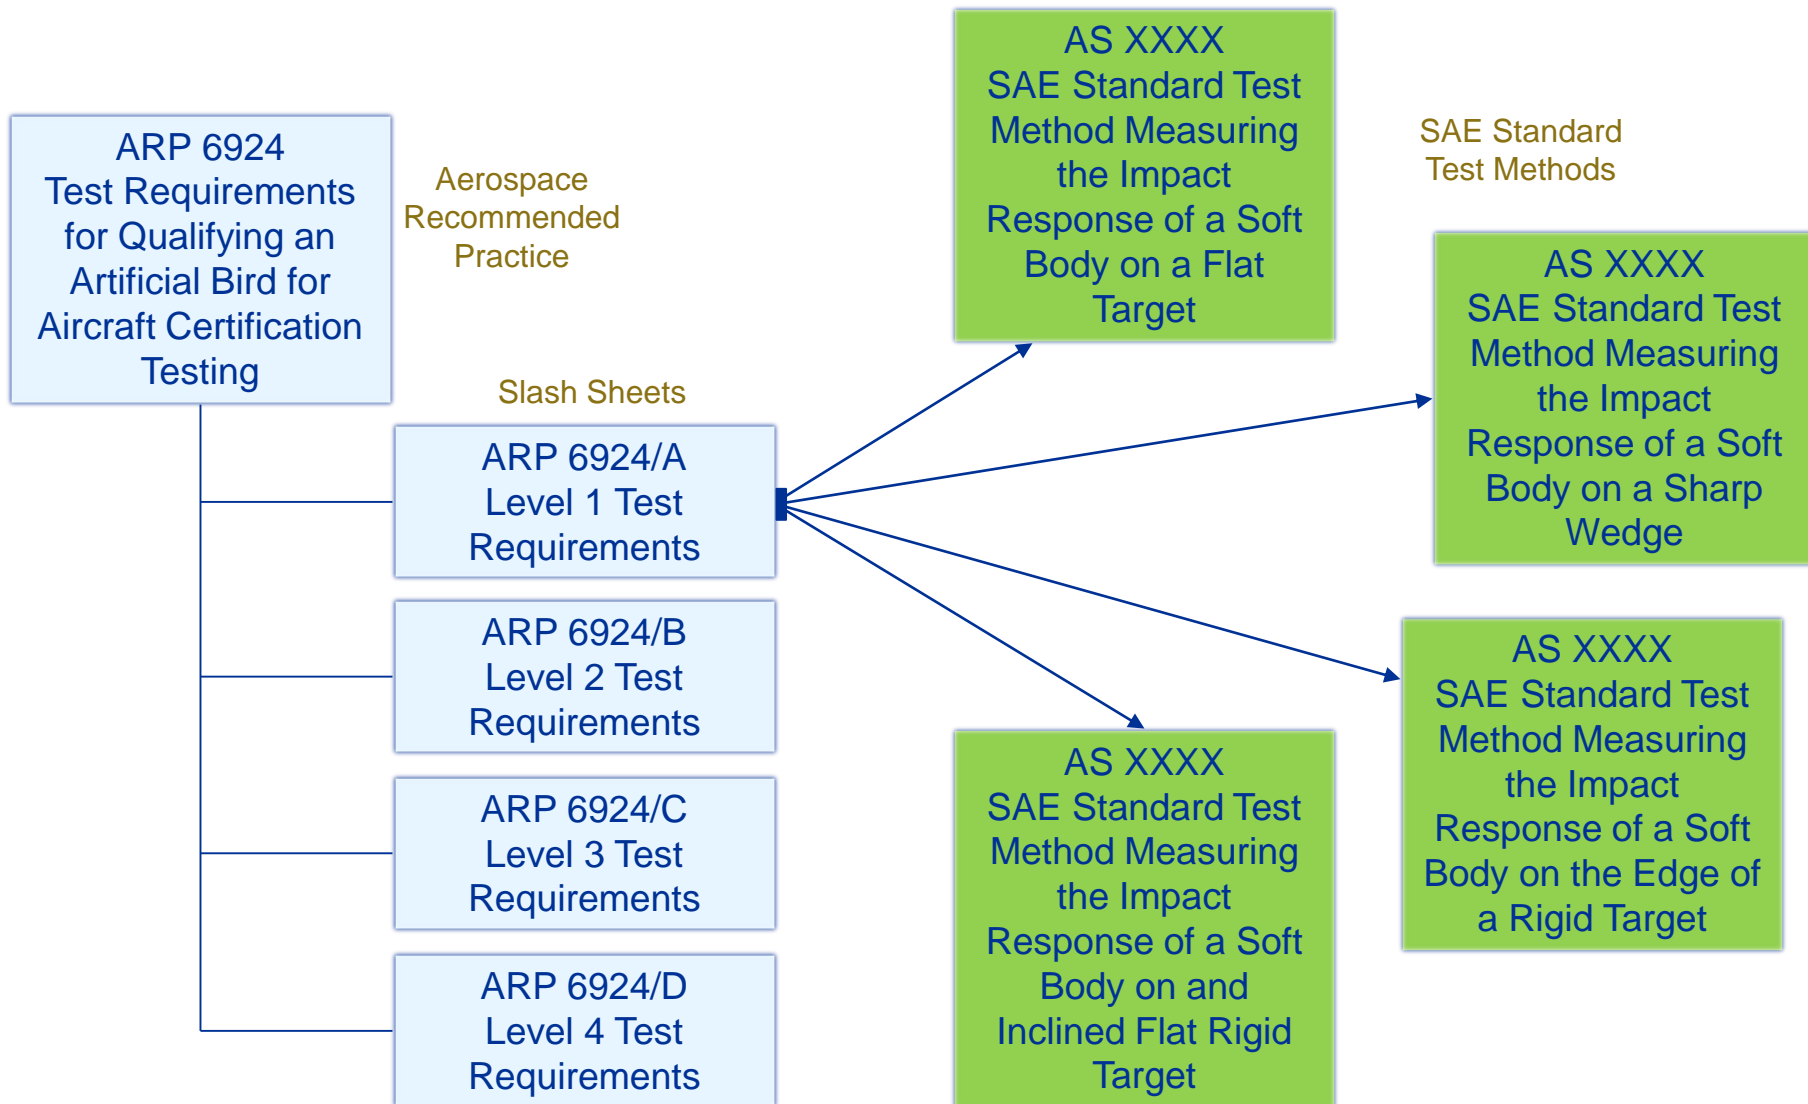 ARP 6924
Test Requirements
for Qualifying an
Artificial Bird for
Aircraft Certification
Testing
Aerospace
Recommended
Practice
Slash Sheets
ARP 6924/A
Level 1 Test
Requirements
ARP 6924/B
Level 2 Test
Requirements
ARP 6924/C
Level 3 Test
Requirements
ARP 6924/D
Level 4 Test
Requirements
AS XXXX
SAE Standard Test
Method Measuring
the Impact
Response of a Soft
Body on a Flat
Target
SAE Standard
Test Methods
AS XXXX
SAE Standard Test
Method Measuring
the Impact
Response of a Soft
Body on a Sharp
Wedge
AS XXXX
SAE Standard Test
Method Measuring
the Impact
Response of a Soft
Body on the Edge of
a Rigid Target
AS XXXX
SAE Standard Test
Method Measuring
the Impact
Response of a Soft
Body on and
Inclined Flat Rigid
Target